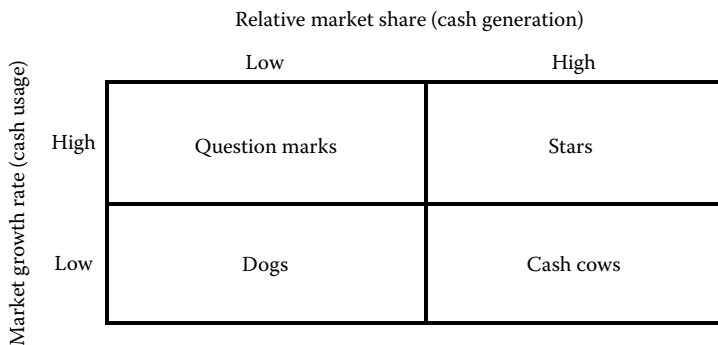 Relative market share (cash generation)
Low
High
Market growth rate (cash usage)
High
Question marks
Stars
Low
Dogs
Cash cows